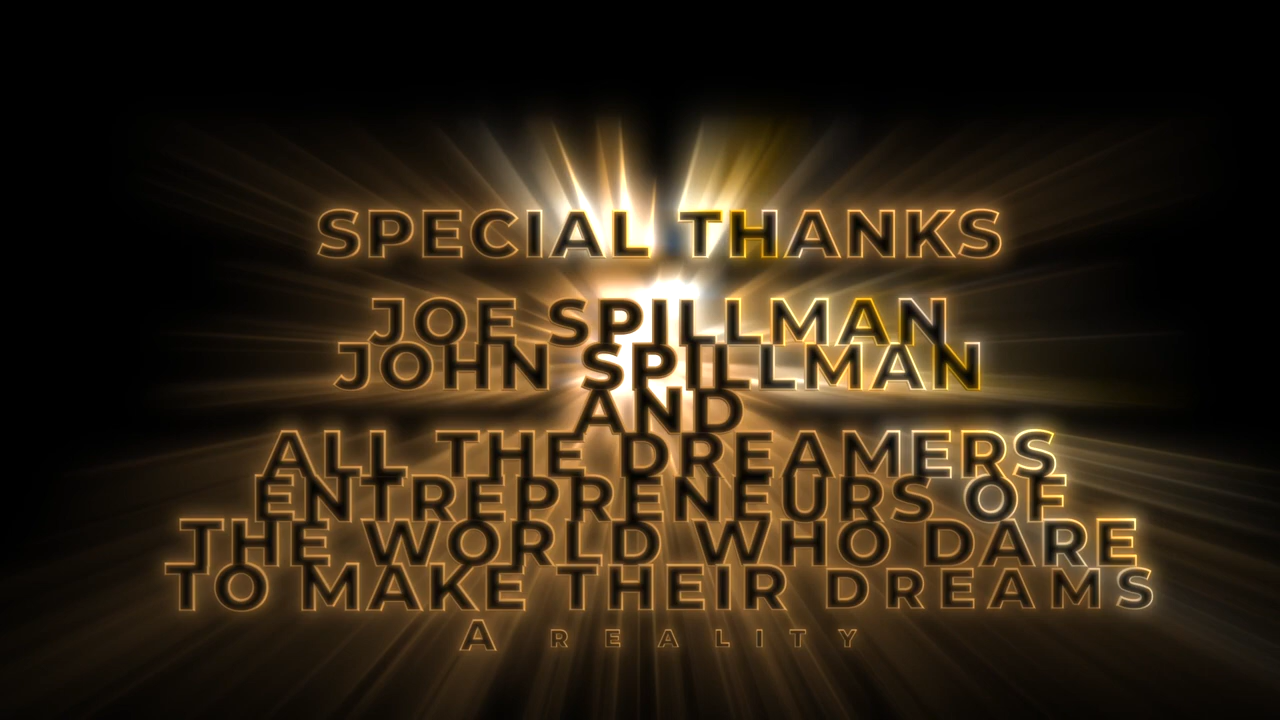 SPECIAL THANKS
JOE SPILLMAN
JOHN SPILLMAN
AND
ALL THE DREAMERS
ENTREPRENEURS OF
THE WORLD WHO DARE
TO MAKE THEIR DREAMS
A REALITY